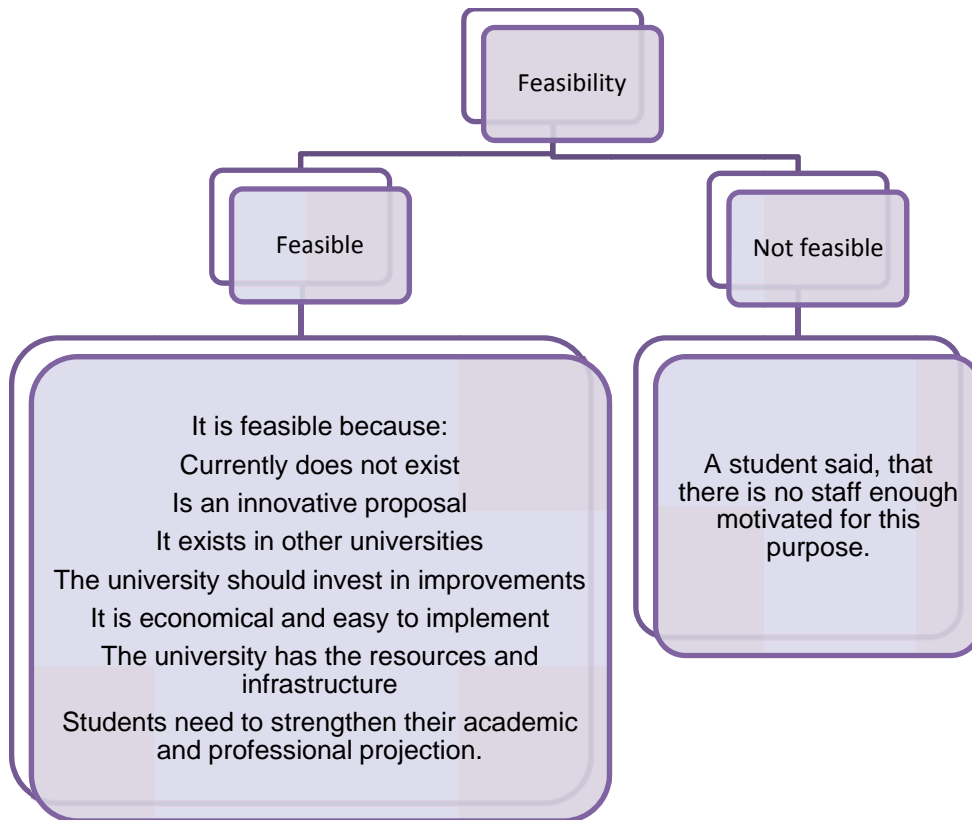 Feasibility
Feasible
Not feasible
It is feasible because:
Currently does not exist
Is an innovative proposal
It exists in other universities
The university should invest in improvements
It is economical and easy to implement
The university has the resources and
infrastructure
Students need to strengthen their academic
and professional projection.
A student said, that
there is no staff enough
motivated for this
purpose.